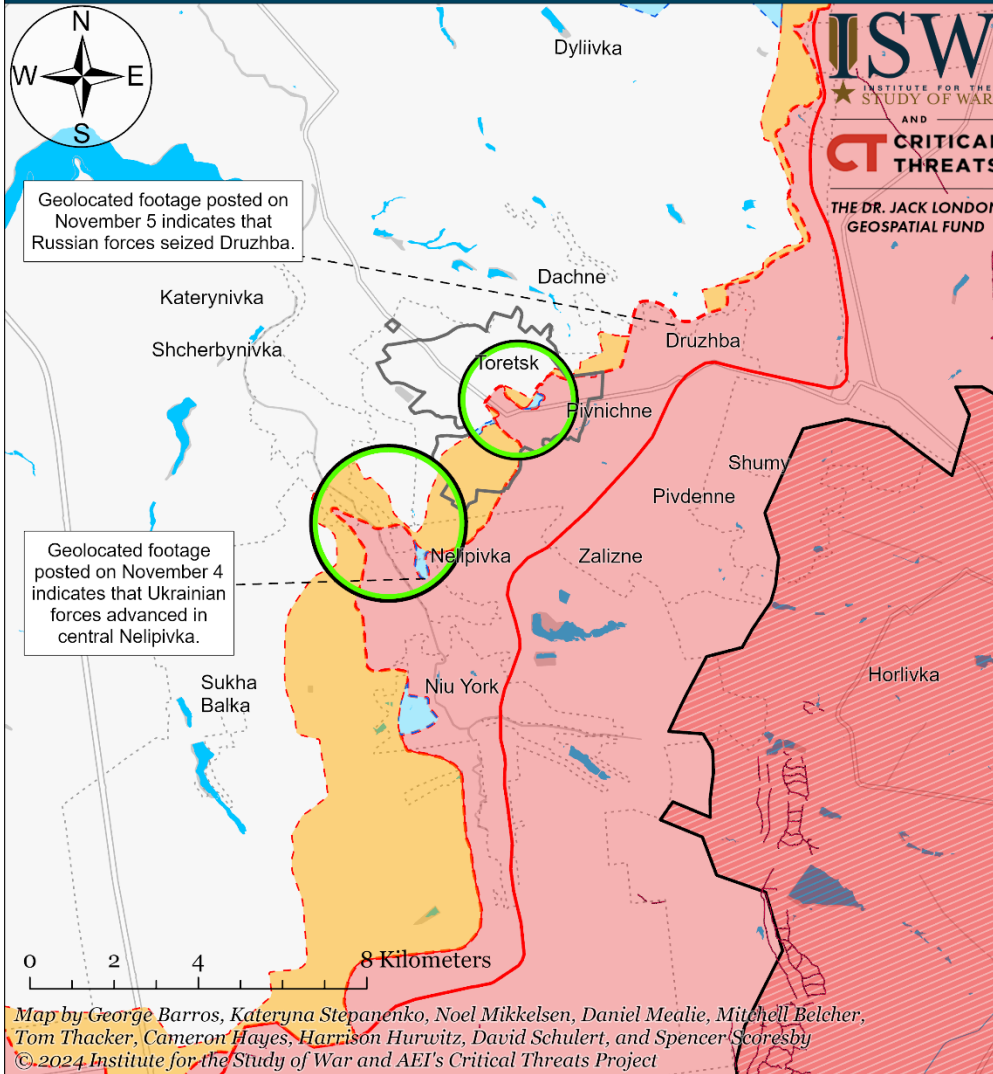 N
W
E
S
ISW
INSTITUTE FOR THE
STUDY OF WAR
AND
CT CRITICAL
THREATS
THE DR. JACK LONDON
GEOSPATIAL FUND
Dyliivka
Geolocated footage posted on
November 5 indicates that
Russian forces seized Druzhba.
Dachne
Katerynivka
Shcherbynivka
Druzhba
Toretsk
Pivnichne
Shumy
Pivdenne
Geolocated footage
posted on November 4
indicates that Ukrainian
forces advanced in
central Nelipivka.
Nelipivka
Zalizne
Horlivka
Sukha
Balka
Niu York
0 2 4 8 Kilometers
Map by George Barros, Kateryna Stepanenko, Noel Mikkelsen, Daniel Mealie, Mitchell Belcher,
Tom Thacker, Cameron Hayes, Harrison Hurwitz, David Schulert, and Spencer Scoresby
© 2024 Institute for the Study of War and AEI's Critical Threats Project